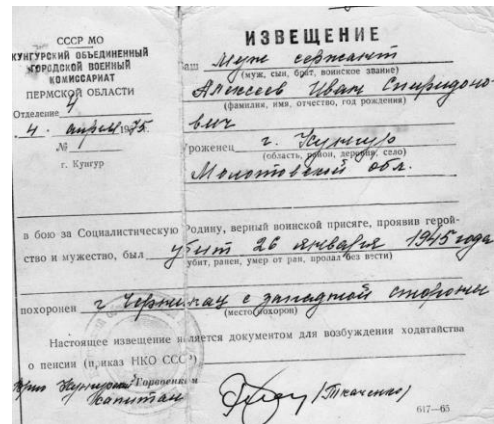 СССР МО
КУНГУРСКИЙ ОБЪЕДИНЕННЫЙ
ГОРОДСКОЙ ВОЕННЫЙ
КОМИССАРИАТ
ПЕРМСКОЙ ОБЛАСТИ
Отделение 4
4. апреля 1975.
№
г. Кунгур
ИЗВЕЩЕНИЕ
Ваш муж сержант
(муж, сын, брат, воинское звание)
Алексеев Иван Спиридоно-
(фамилия, имя, отчество, год рождения)
вич
Уроженец г. Кунгур
(область, район, деревня, село)
Молотовской обл.
в бою за Социалистическую Родину, верный воинской присяге, проявив герой-
ство и мужество, был убит 26 января 1945 года
убит, ранен, умер от ран, пропал без вести)
похоронен г. с западной стороны
(место похорон)
Настоящее извещение является документом для возбуждения ходатайства
о пенсии (приказ НКО СССР)
Горвоенком
Капитан
(Ткаченко)
617—65